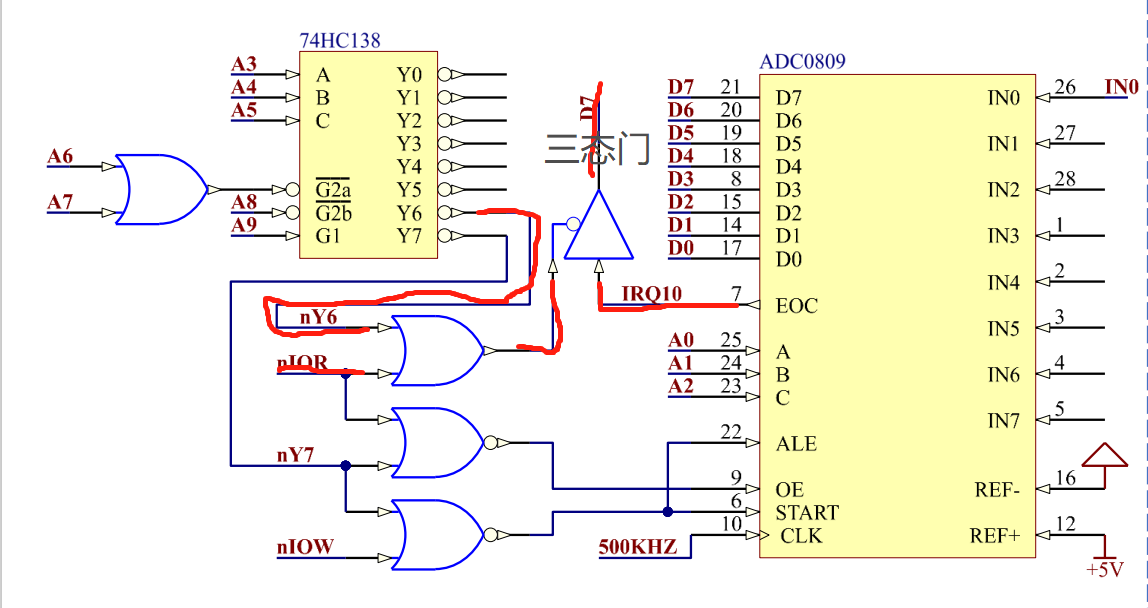 74HC138
A3 A Y0
A4 B Y1
A5 C Y2
Y3
Y4
A6 G2a Y5
A7 A8 G2b Y6
A9 G1 Y7
D7
三态门
nY6
nIOR
nY7
nIOW
ADC0809
D7 21 D7 IN0 26 IN0
D6 20 D6
D5 19 D5 IN1 27
D4 18 D4
D3 8 D3 IN2 28
D2 15 D2
D1 14 D1 IN3 1
D0 17 D0
IN4 2
IRQ10 7 EOC
IN5 3
A0 25 A
A1 24 B IN6 4
A2 23 C
IN7 5
22 ALE
9 OE REF- 16
6 START
500KHZ 10 CLK REF+ 12
+5V